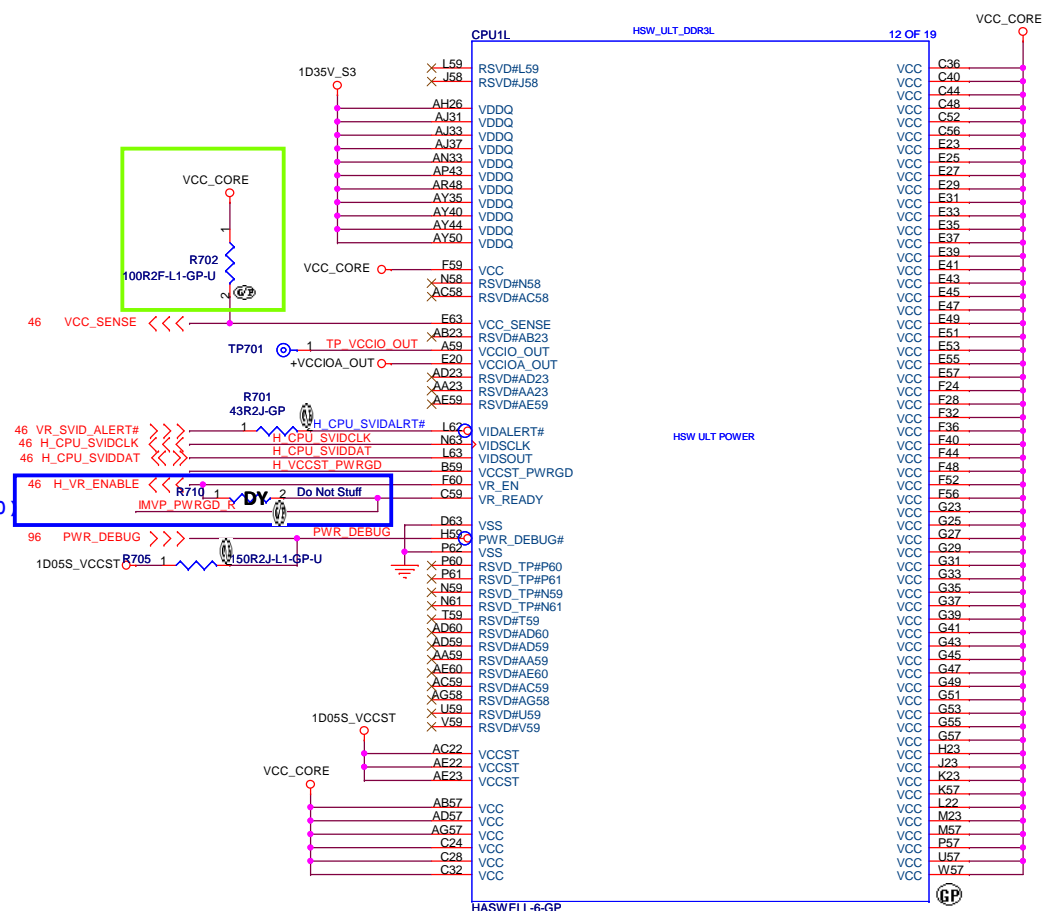 VCC_CORE
CPU1L HSW_ULT_DDR3L 12 OF 19
1D35V_S3
L59 RSVD#L59
J58 RSVD#J58
AH26 VDDQ
AJ31 VDDQ
AJ33 VDDQ
AJ37 VDDQ
AN33 VDDQ
AP43 VDDQ
AR48 VDDQ
AY35 VDDQ
AY40 VDDQ
AY44 VDDQ
AY50 VDDQ
VCC_CORE
1
R702
100R2F-L1-GP-U
2
VCC_CORE F59 VCC
N58 RSVD#N58
AC58 RSVD#AC58
46 VCC_SENSE E63 VCC_SENSE
AB23 RSVD#AB23
TP701 1 TP_VCCIO_OUT A59 VCCIO_OUT
+VCCIOA_OUT E20 VCCIOA_OUT
AD23 RSVD#AD23
AA23 RSVD#AA23
AE59 RSVD#AE59
R701
43R2J-GP
46 VR_SVID_ALERT# 1 H_CPU_SVIDALRT# L62 VIDALERT#
46 H_CPU_SVIDCLK H_CPU_SVIDCLK N63 VIDSCLK
46 H_CPU_SVIDDAT H_CPU_SVIDDAT L63 VIDSOUT
H_VCCST_PWRGD B59 VCCST_PWRGD
46 H_VR_ENABLE F60 VR_EN
R710 1 DY 2 Do Not Stuff C59 VR_READY
IMVP_PWRGD_R
D63 VSS
96 PWR_DEBUG PWR_DEBUG H59 PWR_DEBUG#
P62 VSS
1D05S_VCCST R705 1 150R2J-L1-GP-U
P60 RSVD_TP#P60
P61 RSVD_TP#P61
N59 RSVD_TP#N59
N61 RSVD_TP#N61
T59 RSVD#T59
AD60 RSVD#AD60
AD59 RSVD#AD59
AA59 RSVD#AA59
AE60 RSVD#AE60
AC59 RSVD#AC59
AG58 RSVD#AG58
U59 RSVD#U59
V59 RSVD#V59
1D05S_VCCST
AC22 VCCST
AE22 VCCST
AE23 VCCST
VCC_CORE
AB57 VCC
AD57 VCC
AG57 VCC
C24 VCC
C28 VCC
C32 VCC
HSW ULT POWER
VCC C36
VCC C40
VCC C44
VCC C48
VCC C52
VCC C56
VCC E23
VCC E25
VCC E27
VCC E29
VCC E31
VCC E33
VCC E35
VCC E37
VCC E39
VCC E41
VCC E43
VCC E45
VCC E47
VCC E49
VCC E51
VCC E53
VCC E55
VCC E57
VCC F24
VCC F28
VCC F32
VCC F36
VCC F40
VCC F44
VCC F48
VCC F52
VCC F56
VCC G23
VCC G25
VCC G27
VCC G29
VCC G31
VCC G33
VCC G35
VCC G37
VCC G39
VCC G41
VCC G43
VCC G45
VCC G47
VCC G49
VCC G51
VCC G53
VCC G55
VCC G57
VCC H23
VCC J23
VCC K23
VCC K57
VCC L22
VCC M23
VCC M57
VCC P57
VCC U57
VCC W57
GP
HASWELL-6-GP